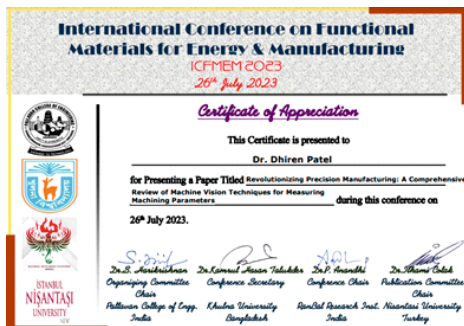 International Conference on Functional
Materials for Energy & Manufacturing
ICFMEM 2023
26th July 2023
Certificate of Appreciation
This Certificate is presented to
Dr. Dhiren Patel
for Presenting a Paper Titled Revolutionizing Precision Manufacturing: A Comprehensive
Review of Machine Vision Techniques for Measuring
Machining Parameters during this conference on
26th July 2023.
Dr.S. Harikrishnan Dr.Kamrul Hasan Talukder Dr.P. Anandhi Dr.Ilhami Colak
Organizing Committee Chair Conference Secretary Conference Chair Publication Committee Chair
Pallavan College of Engg. Khulna University RanBal Research Inst. Nisantasi University
India Bangladesh India Turkey
İSTANBUL
NİŞANTAŞI
UNIVERSITY